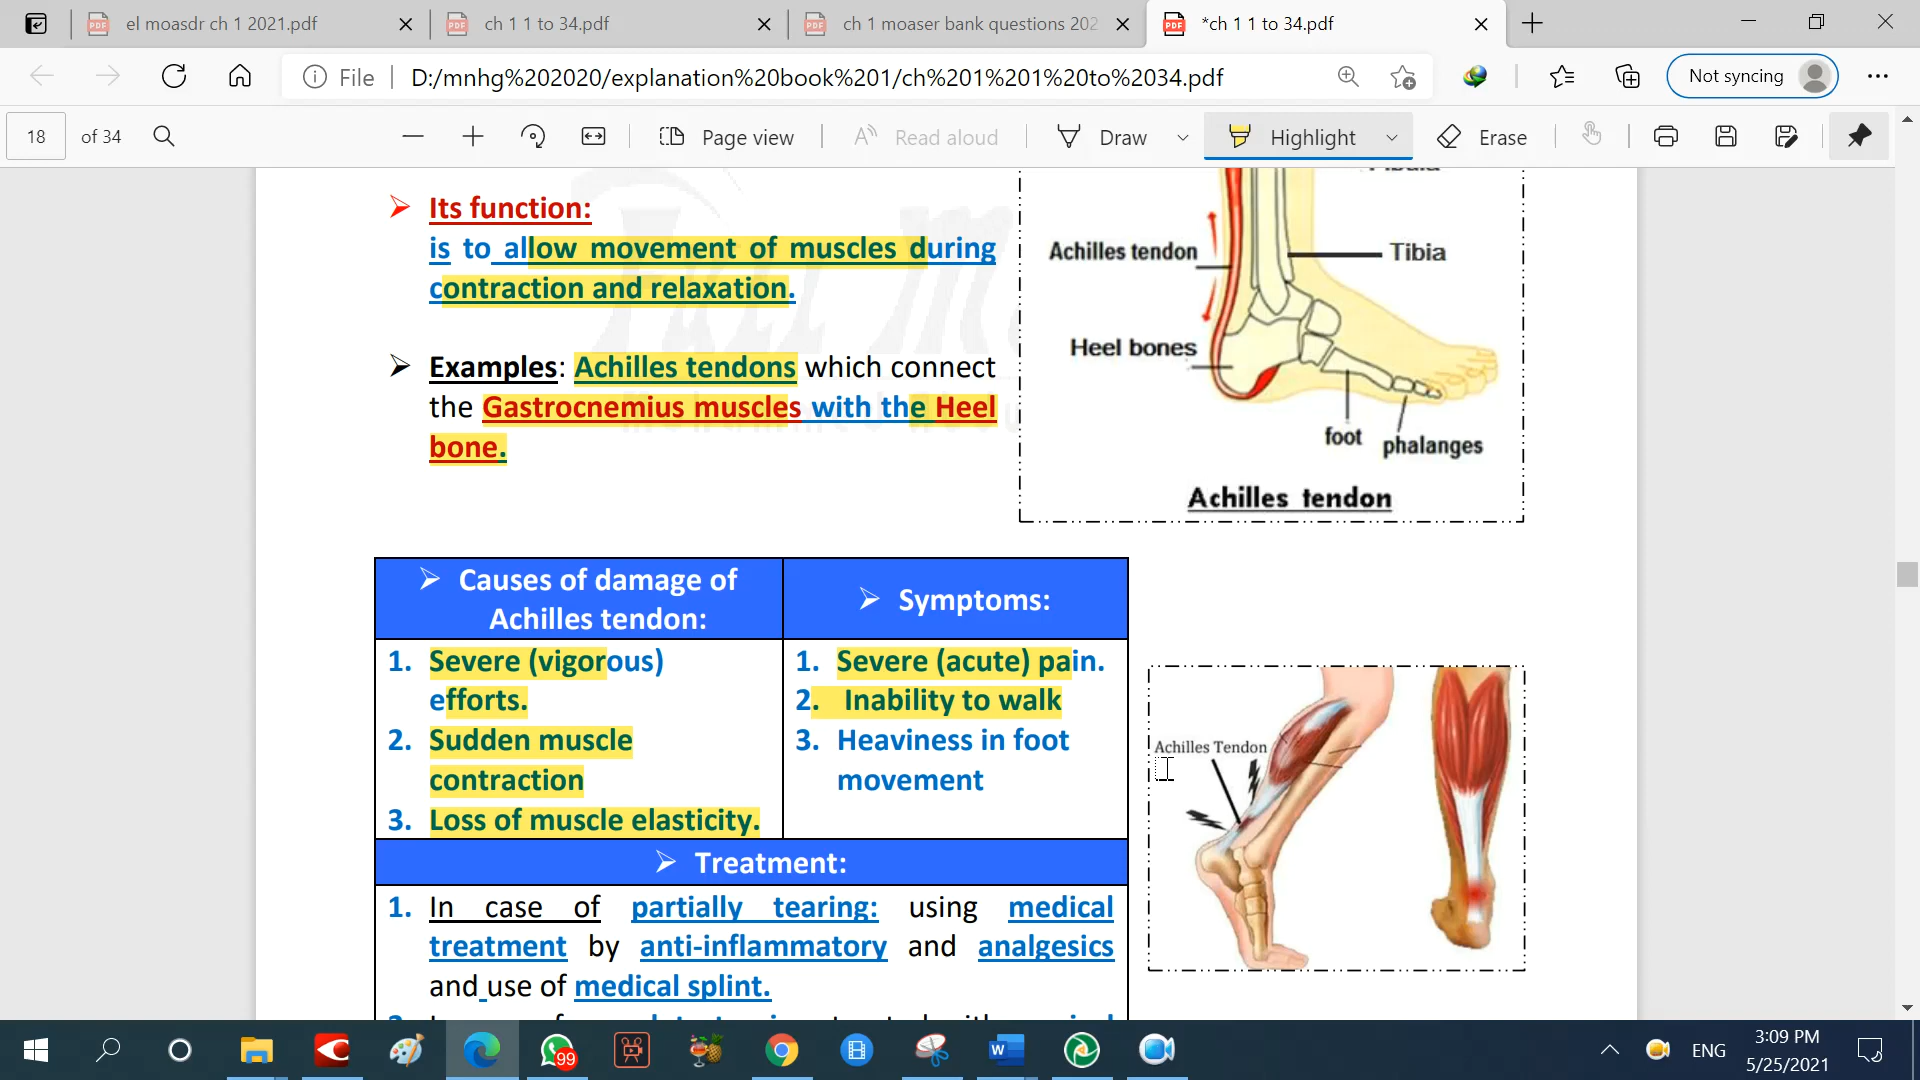 el moasdr ch 1 2021.pdf
ch 1 1 to 34.pdf
ch 1 moaser bank questions 202
*ch 1 1 to 34.pdf
File
D:/mnhg%202020/explanation%20book%201/ch%201%201%20to%2034.pdf
Not syncing
18 of 34
Page view
Read aloud
Draw
Highlight
Erase
Its function:
is to allow movement of muscles during
contraction and relaxation.
Examples: Achilles tendons which connect
the Gastrocnemius muscles with the Heel
bone.
Achilles tendon
Tibia
Heel bones
foot
phalanges
Achilles tendon
Causes of damage of
Achilles tendon:
Symptoms:
1. Severe (vigorous)
efforts.
2. Sudden muscle
contraction
3. Loss of muscle elasticity.
1. Severe (acute) pain.
2. Inability to walk
3. Heaviness in foot
movement
Achilles Tendon
Treatment:
1. In case of partially tearing: using medical
treatment by anti-inflammatory and analgesics
and use of medical splint.
99
ENG
3:09 PM
5/25/2021